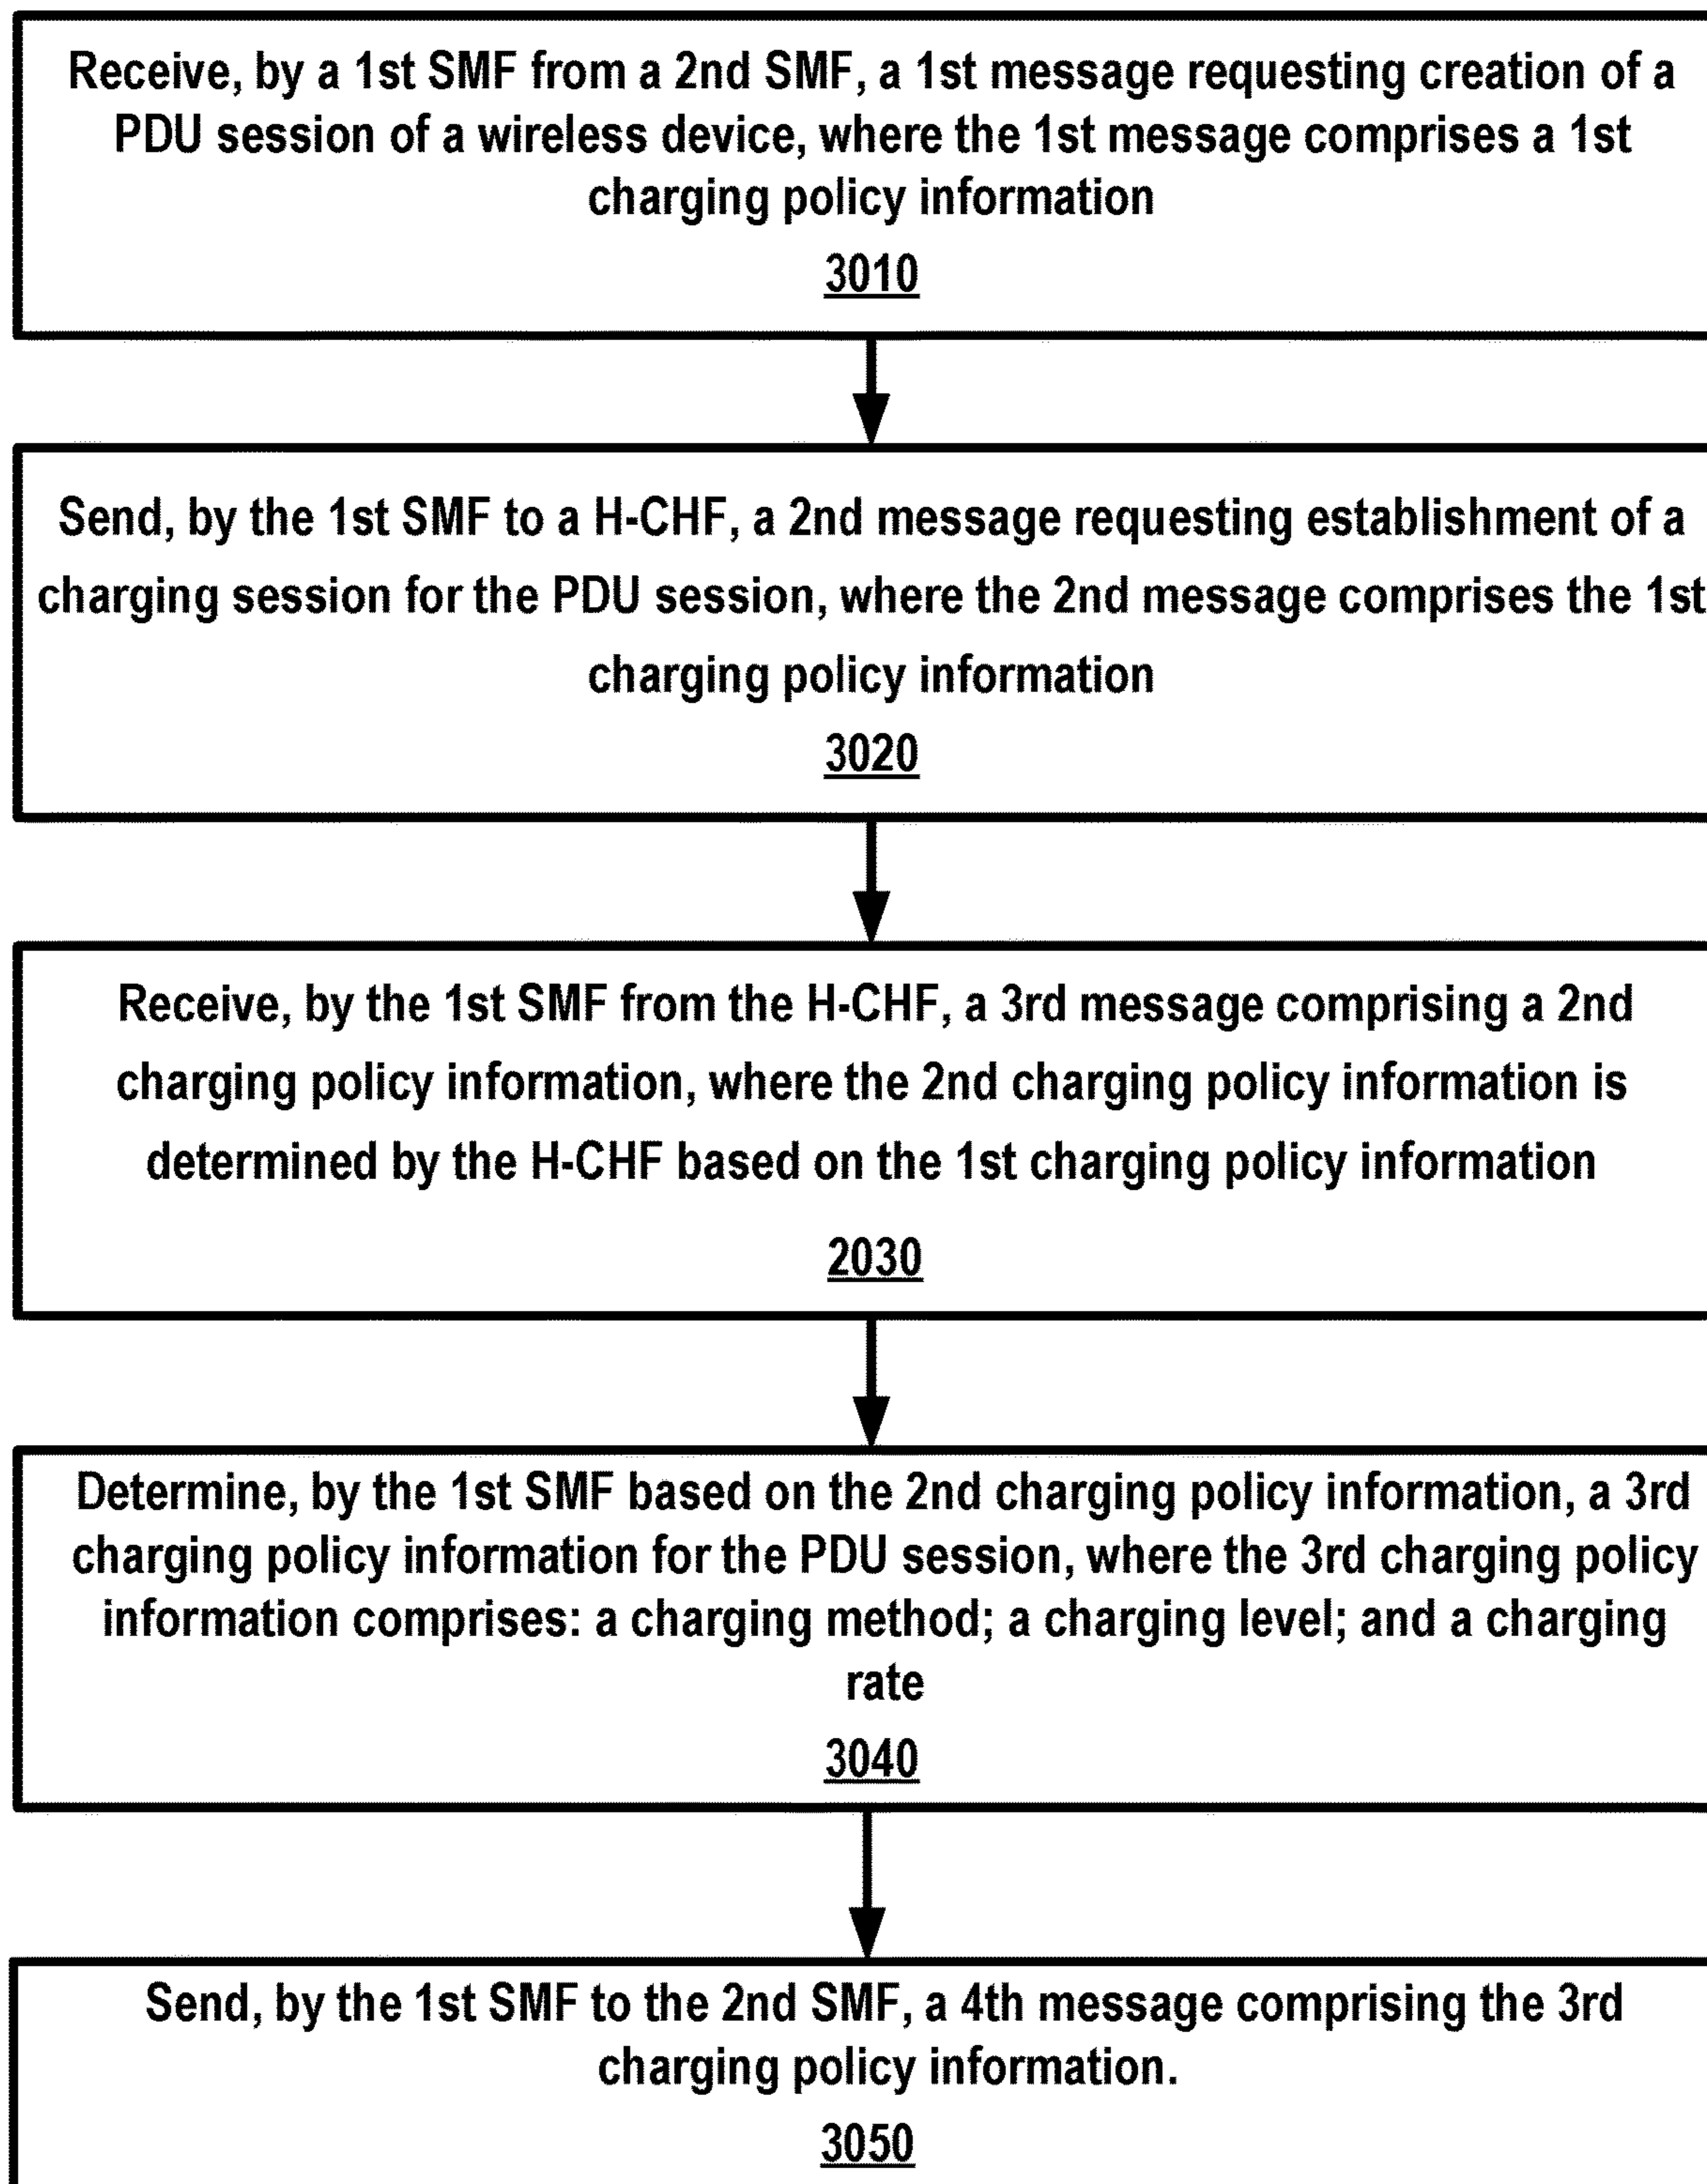 Receive, by a 1st SMF from a 2nd SMF, a 1st message requesting creation of a
PDU session of a wireless device, where the 1st message comprises a 1st
charging policy information
3010
Send, by the 1st SMF to a H-CHF, a 2nd message requesting establishment of a
charging session for the PDU session, where the 2nd message comprises the 1st
charging policy information
3020
Receive, by the 1st SMF from the H-CHF, a 3rd message comprising a 2nd
charging policy information, where the 2nd charging policy information is
determined by the H-CHF based on the 1st charging policy information
2030
Determine, by the 1st SMF based on the 2nd charging policy information, a 3rd
charging policy information for the PDU session, where the 3rd charging policy
information comprises: a charging method; a charging level; and a charging
rate
3040
Send, by the 1st SMF to the 2nd SMF, a 4th message comprising the 3rd
charging policy information.
3050